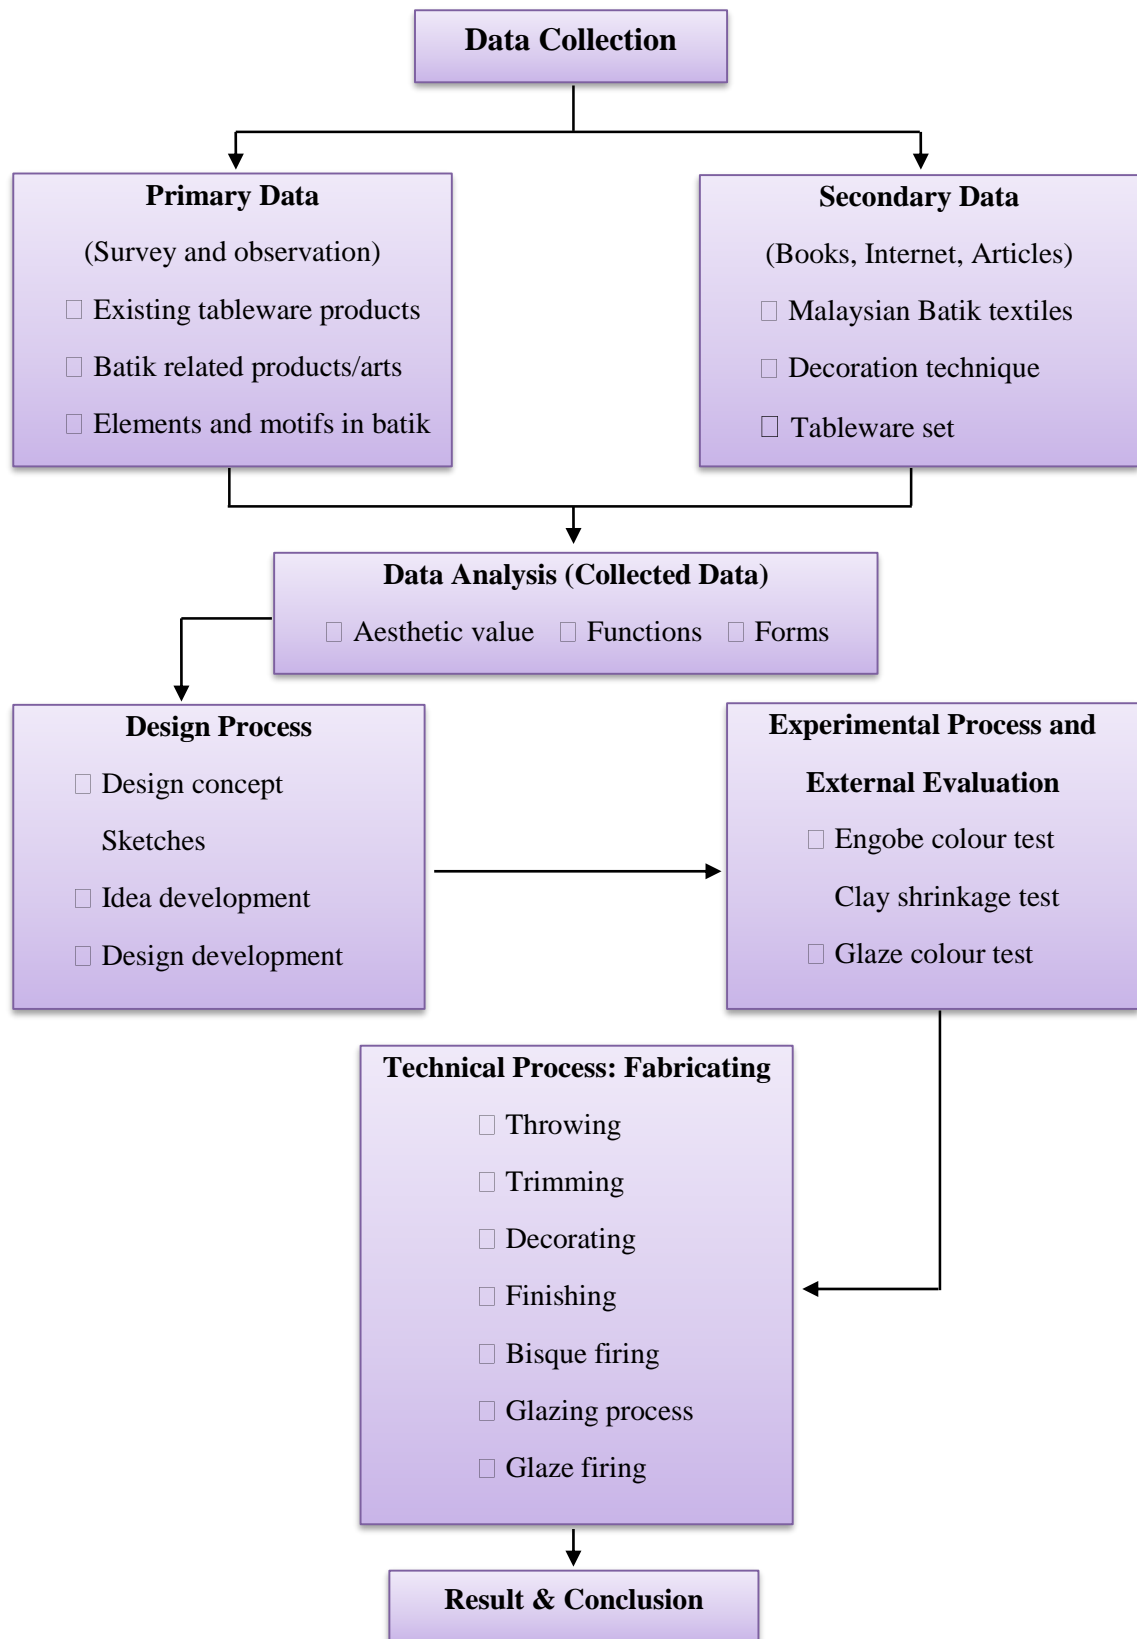 Data Collection
Primary Data
(Survey and observation)
□ Existing tableware products
□ Batik related products/arts
□ Elements and motifs in batik
Secondary Data
(Books, Internet, Articles)
□ Malaysian Batik textiles
□ Decoration technique
□ Tableware set
Data Analysis (Collected Data)
□ Aesthetic value □ Functions □ Forms
Design Process
□ Design concept
Sketches
□ Idea development
□ Design development
Experimental Process and
External Evaluation
□ Engobe colour test
Clay shrinkage test
□ Glaze colour test
Technical Process: Fabricating
□ Throwing
□ Trimming
□ Decorating
□ Finishing
□ Bisque firing
□ Glazing process
□ Glaze firing
Result & Conclusion